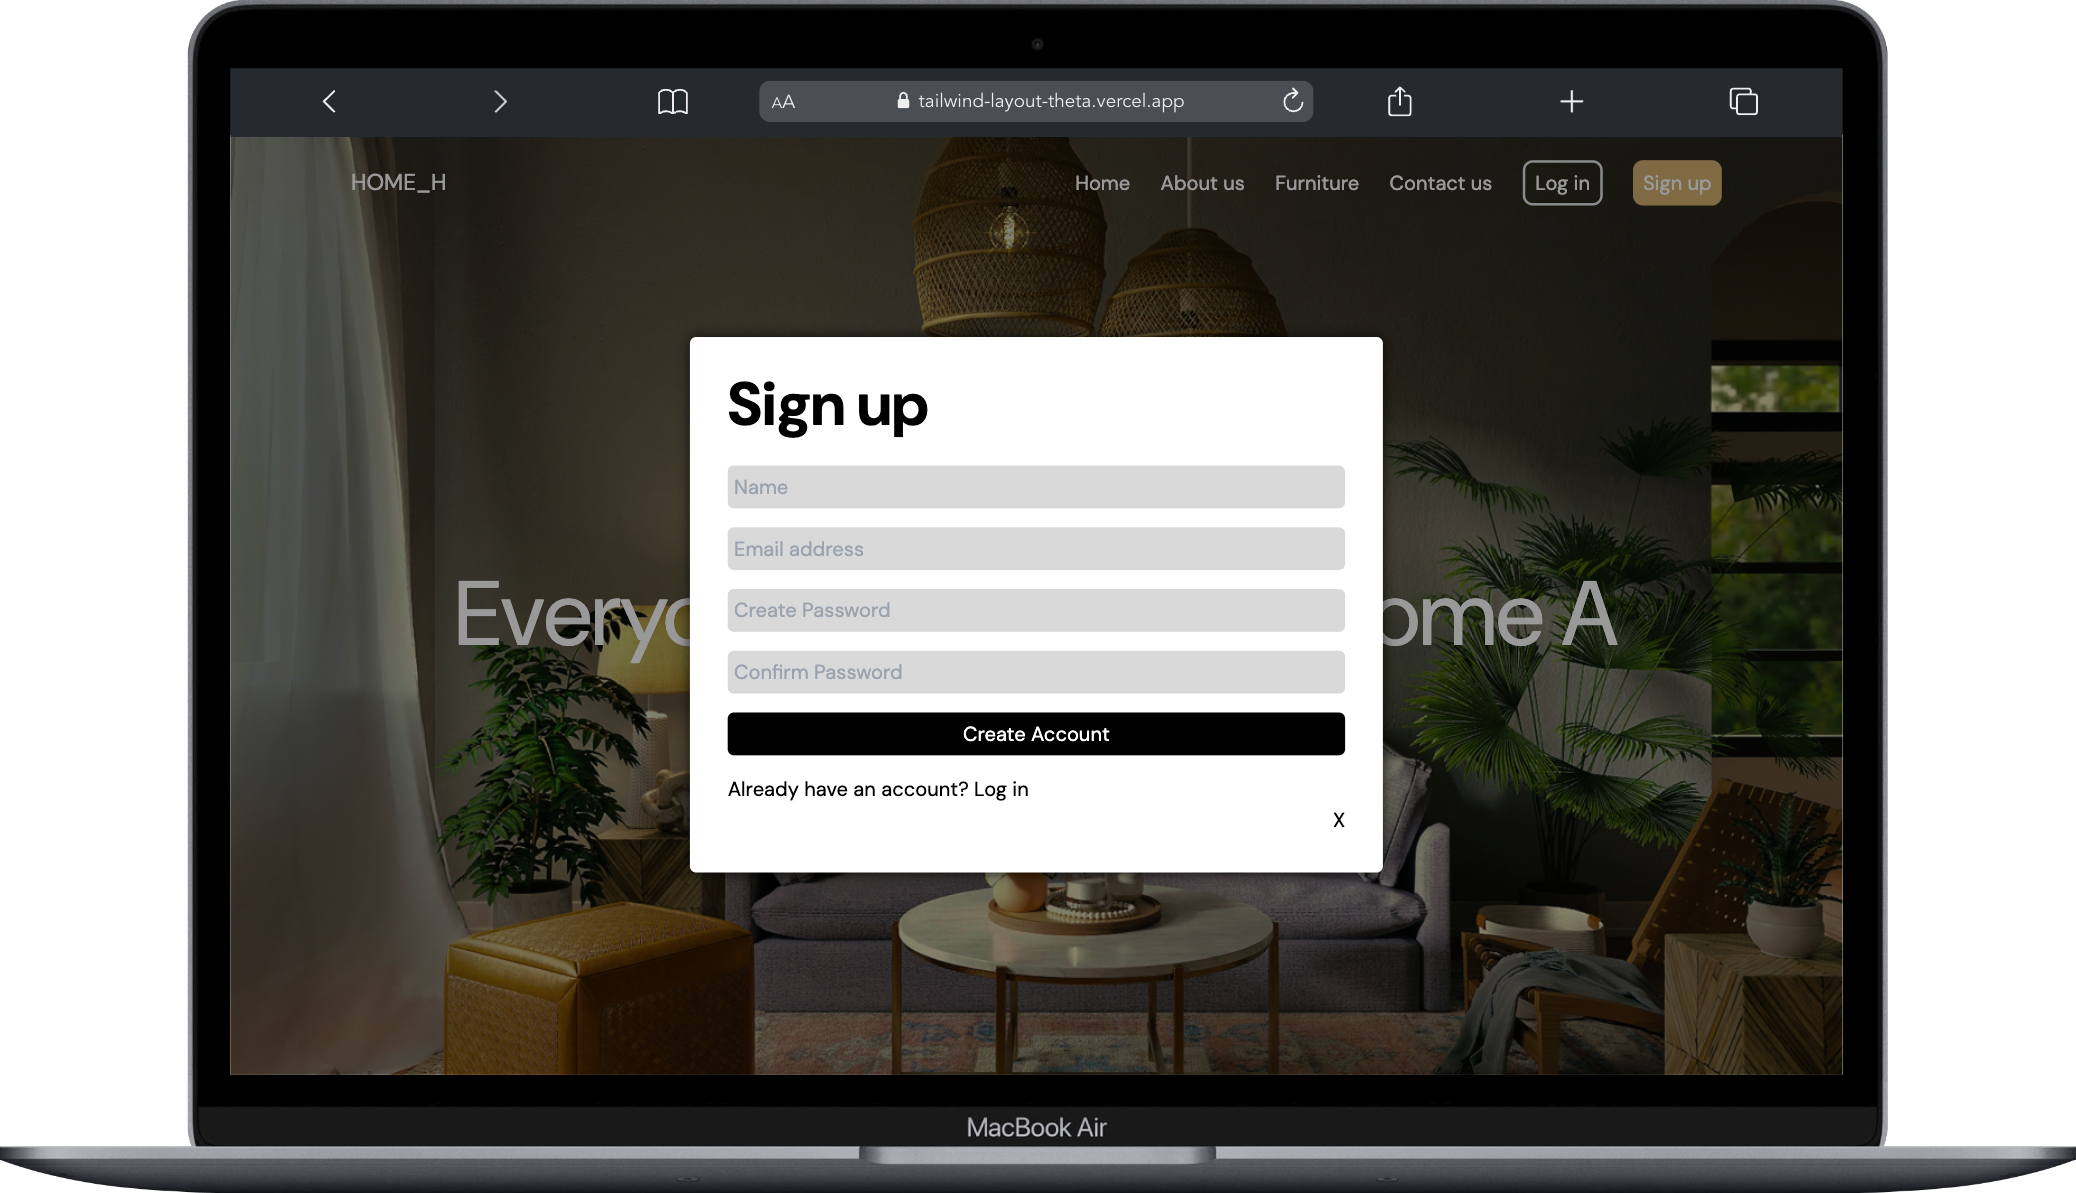 AA tailwind-layout-theta.vercel.app
HOME_H Home About us Furniture Contact us Log in Sign up
Sign up
Name
Email address
Create Password
Everyo ome A
Confirm Password
Create Account
Already have an account? Log in
X
MacBook Air